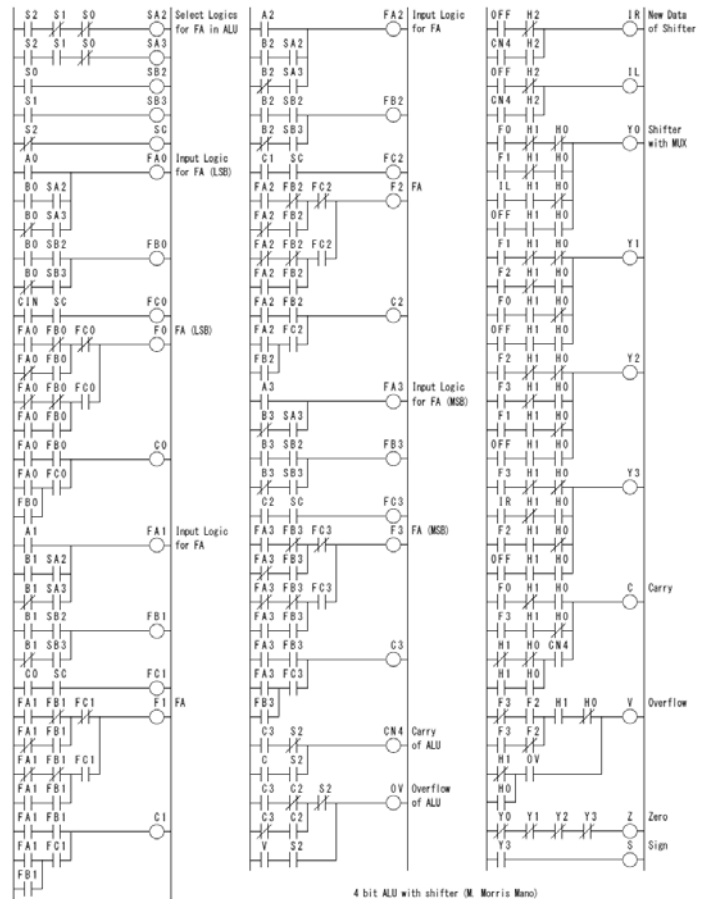 S2 S1 S0 SA2 Select Logics
for FA in ALU
S2 S1 S0 SA3
S0 SB2
S1 SB3
S2 SC
A0 FA0 Input Logic
for FA (LSB)
B0 SA2
B0 SA3
B0 SB2 FB0
B0 SB3
CIN SC FC0
FA0 FB0 FC0 F0 FA (LSB)
FA0 FB0
FA0 FB0 FC0
FA0 FB0
FA0 FB0 C0
FA0 FC0
FB0
A1 FA1 Input Logic
for FA
B1 SA2
B1 SA3
B1 SB2 FB1
B1 SB3
C0 SC FC1
FA1 FB1 FC1 F1 FA
FA1 FB1
FA1 FB1 FC1
FA1 FB1
FA1 FB1 C1
FA1 FC1
FB1
A2 FA2 Input Logic
for FA
B2 SA2
B2 SA3
B2 SB2 FB2
B2 SB3
C1 SC FC2
FA2 FB2 FC2 F2 FA
FA2 FB2
FA2 FB2 FC2
FA2 FB2
FA2 FB2 C2
FA2 FC2
FB2
A3 FA3 Input Logic
for FA (MSB)
B3 SA3
B3 SB2 FB3
B3 SB3
C2 SC FC3
FA3 FB3 FC3 F3 FA (MSB)
FA3 FB3
FA3 FB3 FC3
FA3 FB3
FA3 FB3 C3
FA3 FC3
FB3
C3 S2 CN4 Carry
of ALU
C S2
C3 C2 S2 OV Overflow
of ALU
C3 C2
V S2
OFF H2 IR New Data
of Shifter
CN4 H2
OFF H2 IL
CN4 H2
F0 H1 H0 Y0 Shifter
with MUX
F1 H1 H0
IL H1 H0
OFF H1 H0
F1 H1 H0 Y1
F2 H1 H0
F0 H1 H0
OFF H1 H0
F2 H1 H0 Y2
F3 H1 H0
F1 H1 H0
OFF H1 H0
F3 H1 H0 Y3
IR H1 H0
F2 H1 H0
OFF H1 H0
F0 H1 H0 C Carry
F3 H1 H0
H1 H0 CN4
H1 H0
F3 F2 H1 H0 V Overflow
F3 F2
H1 OV
H0
Y0 Y1 Y2 Y3 Z Zero
Y3 S Sign
4 bit ALU with shifter (M. Morris Mano)